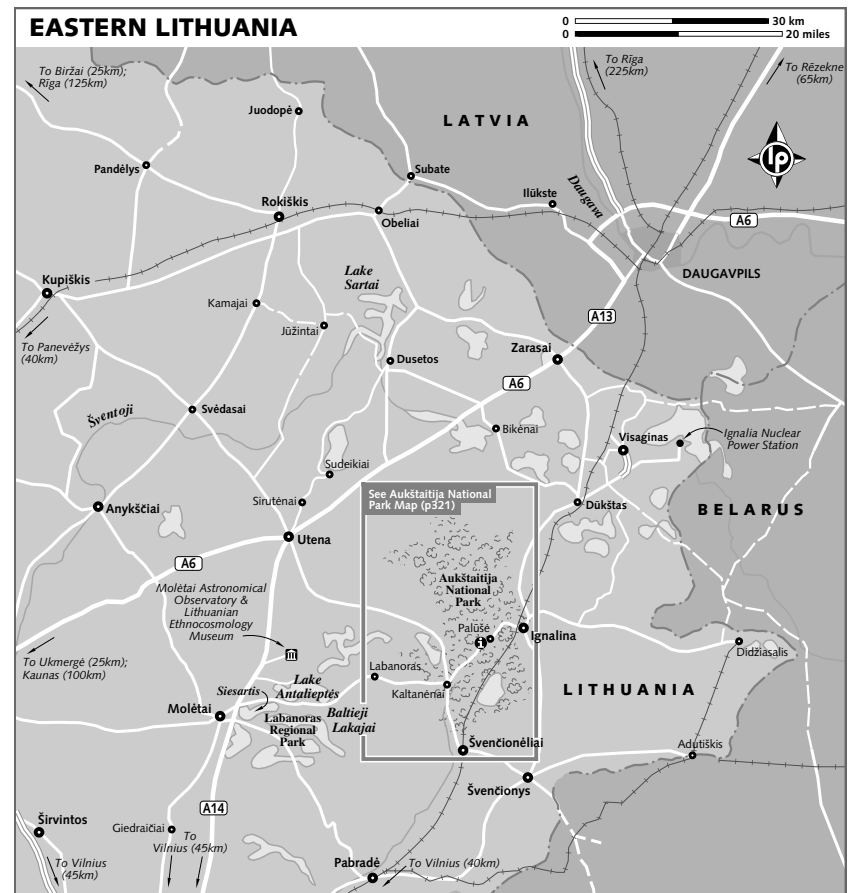 EASTERN LITHUANIA
0 30 km
0 20 miles
To Biržai (25km);
Rīga (125km)
To Rīga
(225km)
To Rēzekne
(65km)
Juodopė
LATVIA
lp
Pandėlys
Subate
Ilūkste
Daugava
Rokiškis
Obeliai
A6
Lake
Sartai
DAUGAVPILS
Kupiškis
Kamajai
Jūžintai
A13
To Panevėžys
(40km)
Dusetos
Zarasai
A6
Šventoji
Svėdasai
Bikėnai
Visaginas
Ignalia Nuclear
Power Station
Sudeikiai
See Aukštaitija National
Park Map (p321)
Anykščiai
Sirutėnai
Dūkštas
BELARUS
Utena
A6
Molėtai Astronomical
Observatory &
Lithuanian
Ethnocosmology
Museum
Aukštaitija
National
Park
Palūšė
Ignalina
To Ukmergė (25km);
Kaunas (100km)
Labanoras
Didžiasalis
Lake
Antalieptės
Siesartis
Kaltanėnai
LITHUANIA
Molėtai
Baltieji
Lakajai
Labanoras
Regional
Park
Švenčionėliai
Adutiškis
Švenčionys
A14
Širvintos
Giedraičiai
To
Vilnius (45km)
To Vilnius
(45km)
Pabradė
To Vilnius (40km)